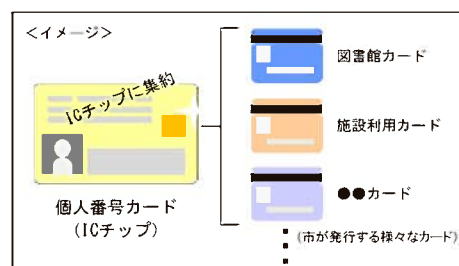 <イメージ>
ICチップに集約
個人番号カード
(ICチップ)
図書館カード
施設利用カード
●●カード
(市が発行する様々なカード)